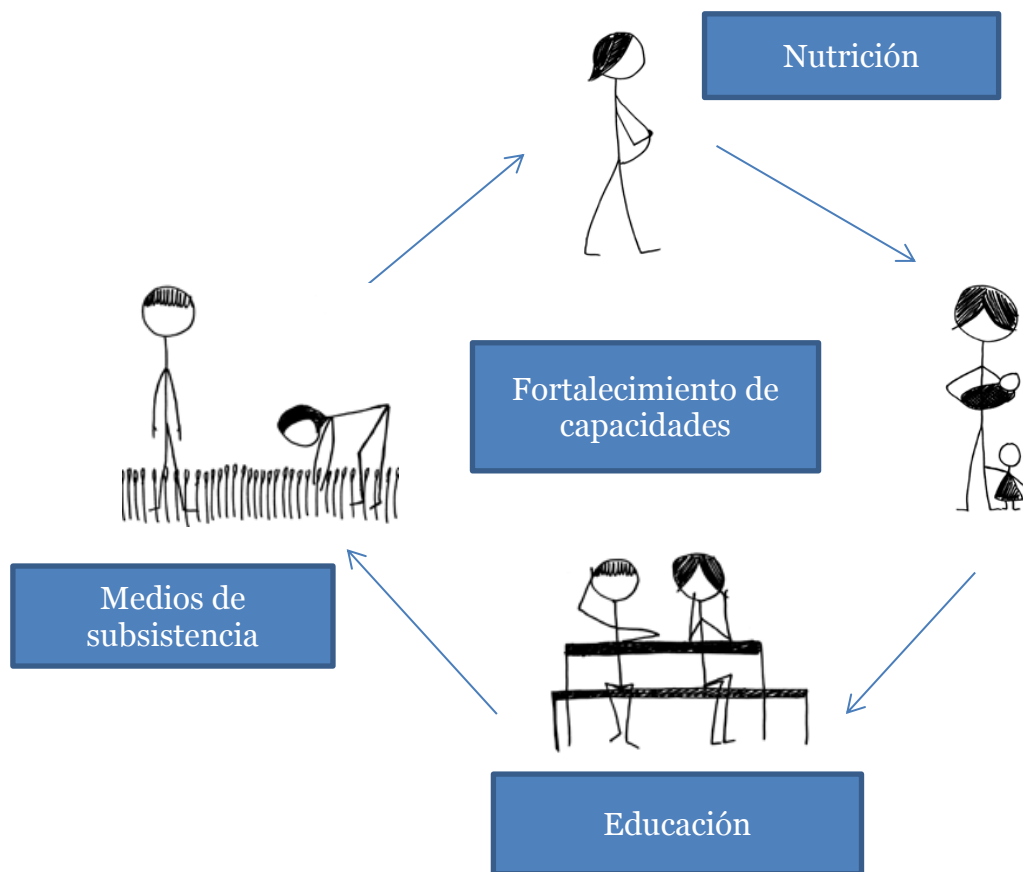 Nutrición
Fortalecimiento de
capacidades
Medios de
subsistencia
Educación